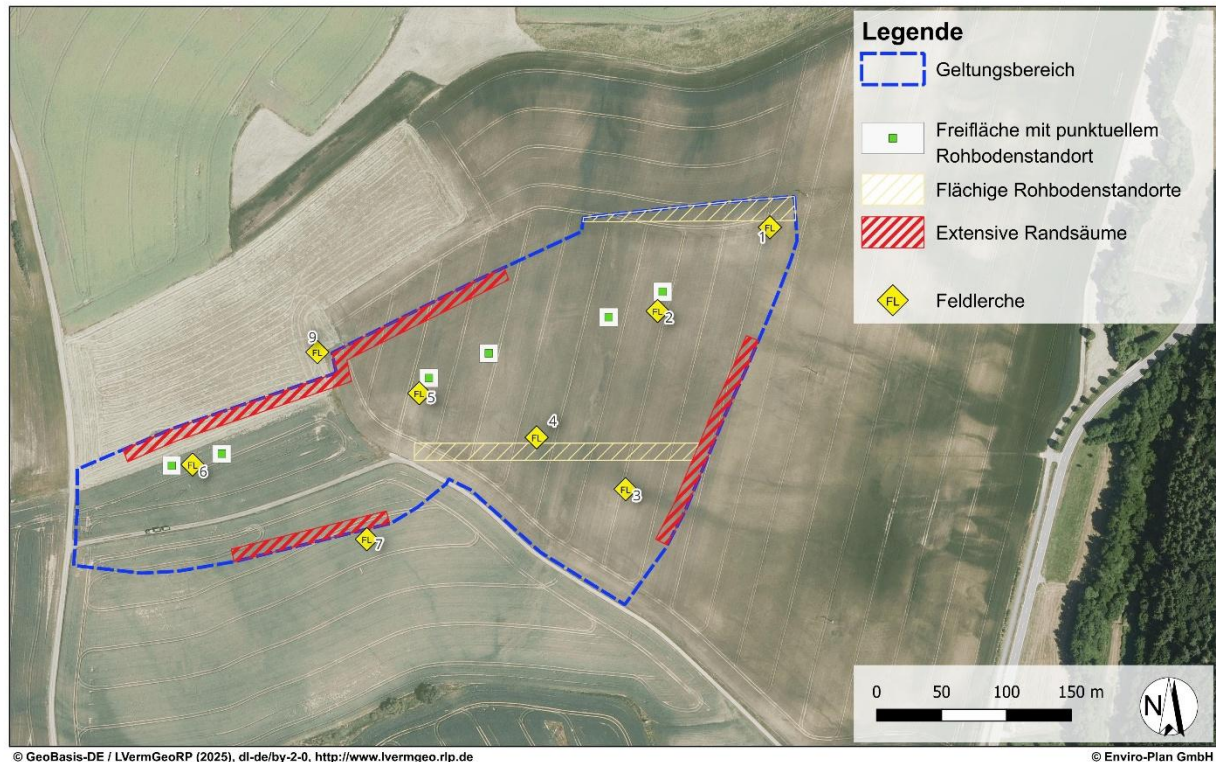 Legende
Geltungsbereich
Freifläche mit punktuellem
Rohbodenstandort
Flächige Rohbodenstandorte
Extensive Randsäume
FL
Feldlerche
FL
1
FL
2
FL
9
FL
5
4
FL
FL
6
FL
3
FL
7
0 50 100 150 m
N
© GeoBasis-DE / LVermGeoRP (2025), dl-de/by-2-0, http://www.lvermgeo.rlp.de
© Enviro-Plan GmbH